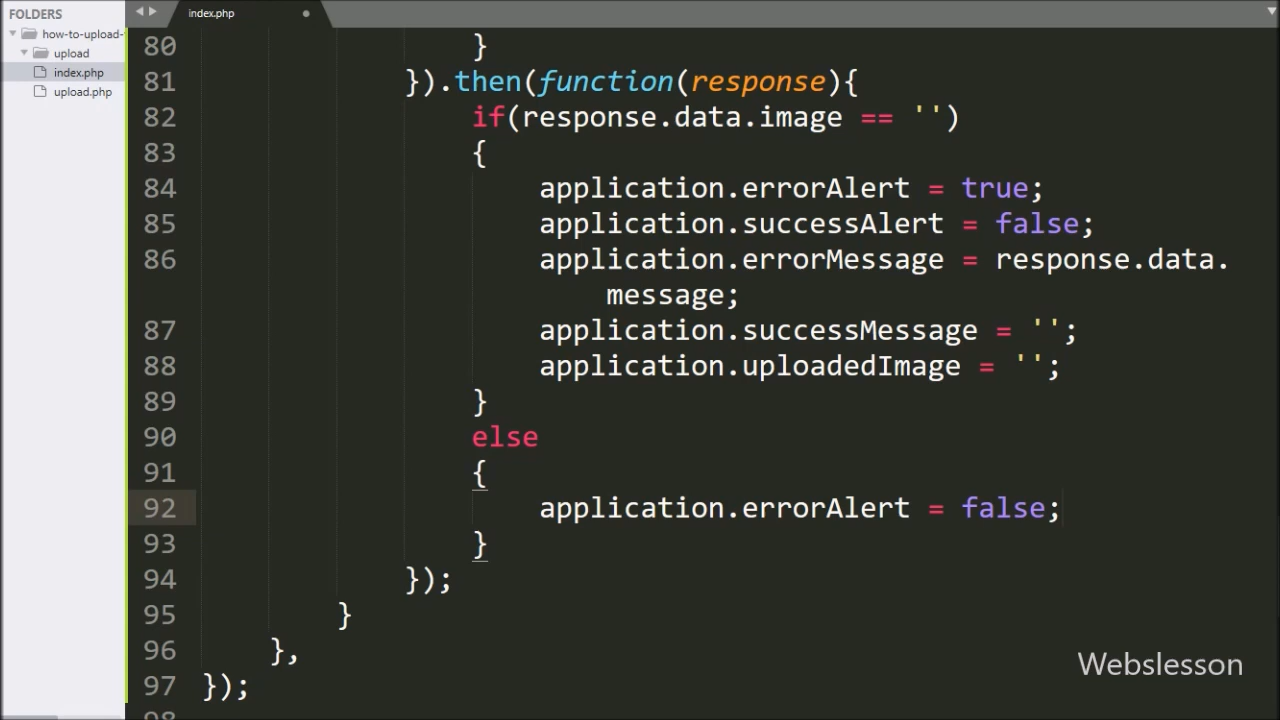 FOLDERS
how-to-upload-
upload
index.php
upload.php
index.php
80 }
81 }).then(function(response){
82 if(response.data.image == '')
83 {
84 application.errorAlert = true;
85 application.successAlert = false;
86 application.errorMessage = response.data.
message;
87 application.successMessage = '';
88 application.uploadedImage = '';
89 }
90 else
91 {
92 application.errorAlert = false;
93 }
94 });
95 }
96 },
97 });
98
Webslesson